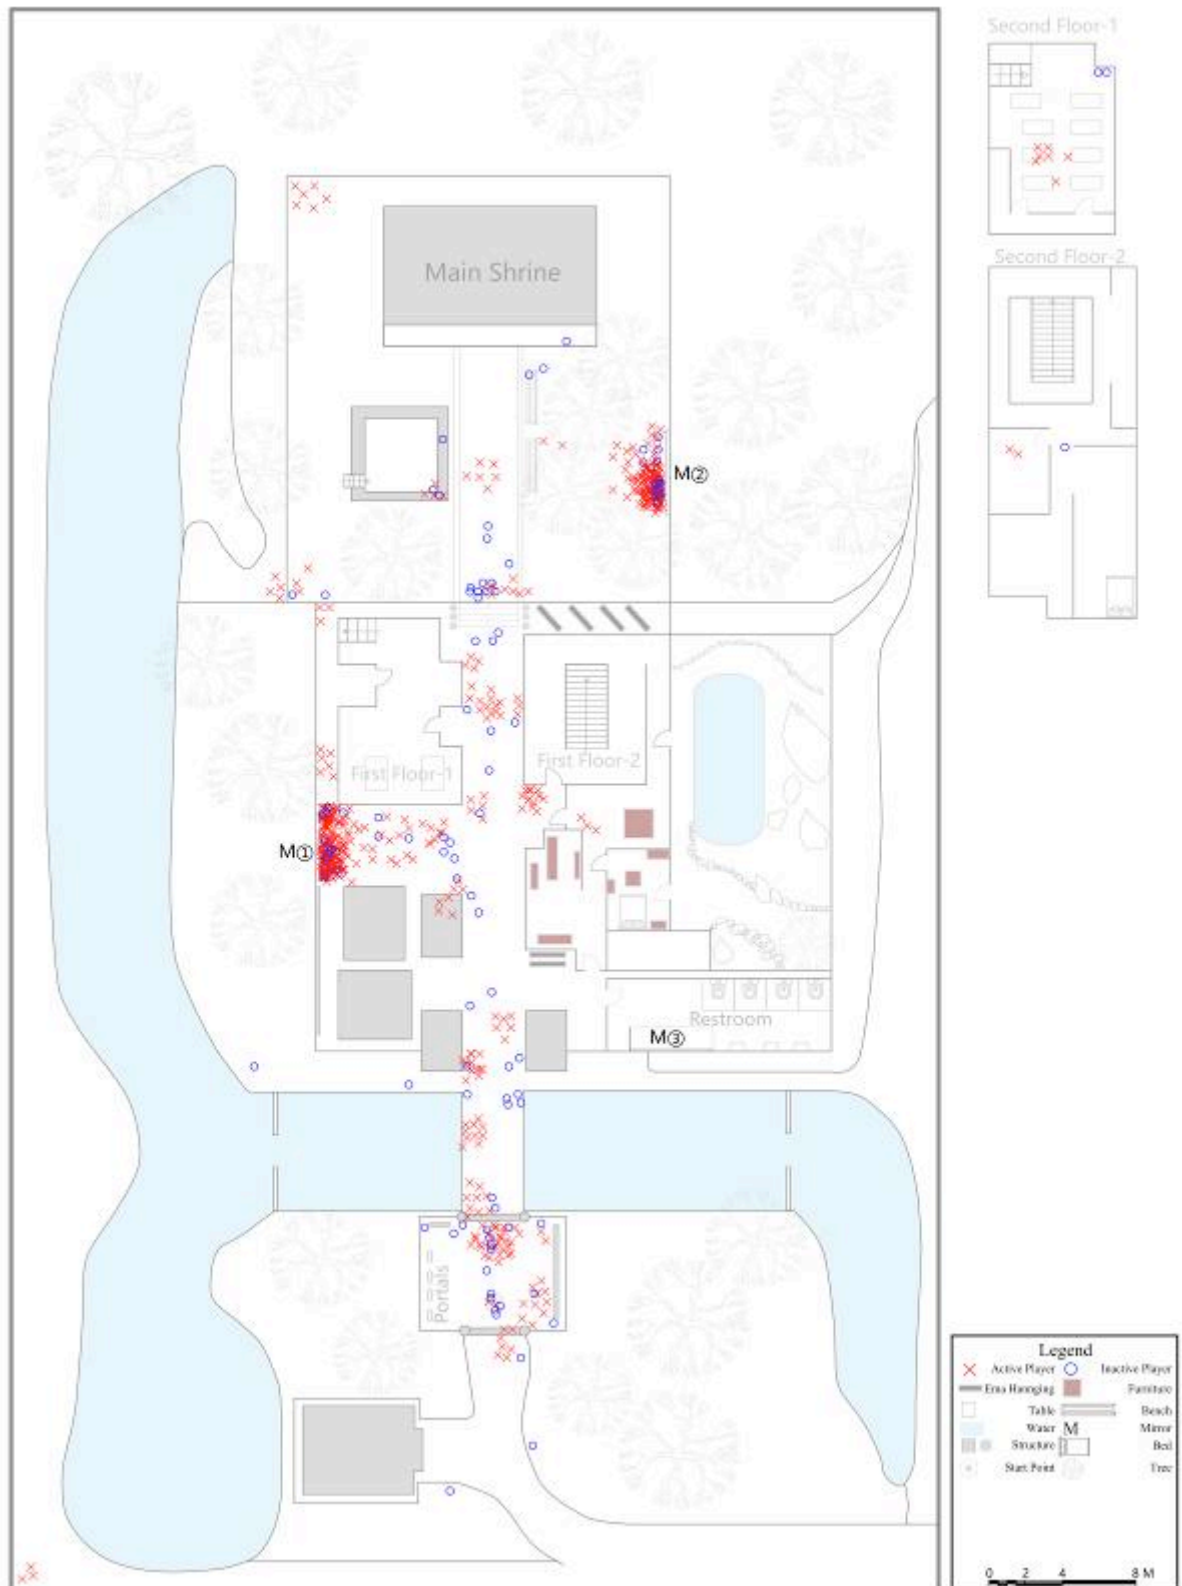 Second Floor-1
Second Floor-2
Main Shrine
M②
First Floor-1
First Floor-2
M①
Restroom
M③
Portals
Legend
Active Player
Inactive Player
Ema Hannging
Furniture
Table
Bench
Water
M
Mirror
Structure
Bed
Start Point
Tree
0 2 4 8 M